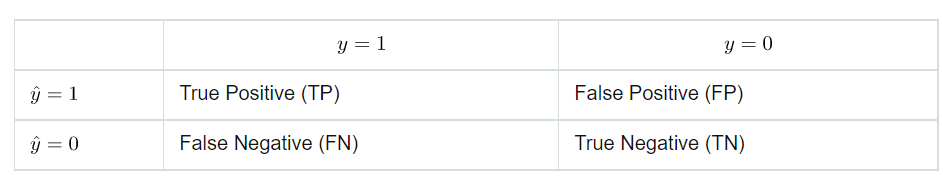 y = 1 y = 0
ŷ = 1 True Positive (TP) False Positive (FP)
ŷ = 0 False Negative (FN) True Negative (TN)